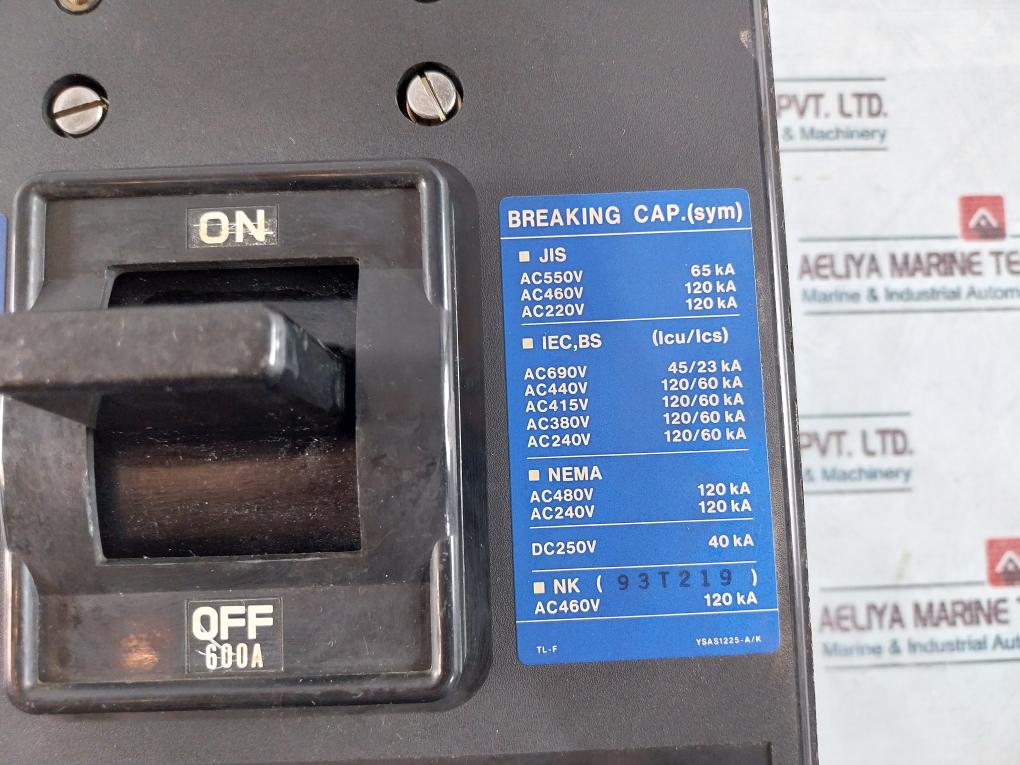 ON
OFF
600A
BREAKING CAP.(sym)
■ JIS
AC550V 65 kA
AC460V 120 kA
AC220V 120 kA
■ IEC,BS (Icu/Ics)
AC690V 45/23 kA
AC440V 120/60 kA
AC415V 120/60 kA
AC380V 120/60 kA
AC240V 120/60 kA
■ NEMA
AC480V 120 kA
AC240V 120 kA
DC250V 40 kA
■ NK ( 93T219 )
AC460V 120 kA
TL-F YSAS1225-A/K
PVT. LTD.
& Machinery
AELIYA MARINE TE
Marine & Industrial Autom
PVT. LTD.
& Machinery
AELIYA MARINE TE
Marine & Industrial Autom